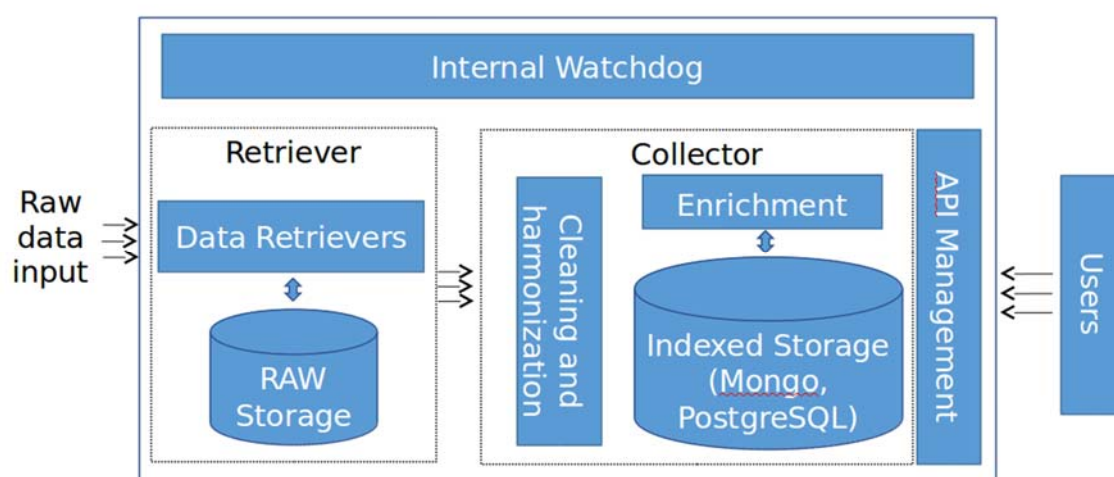 Internal Watchdog
Retriever
Collector
Raw
data
input
Data Retrievers
RAW
Storage
Cleaning and
harmonization
Enrichment
Indexed Storage
(Mongo,
PostgreSQL)
API Management
Users